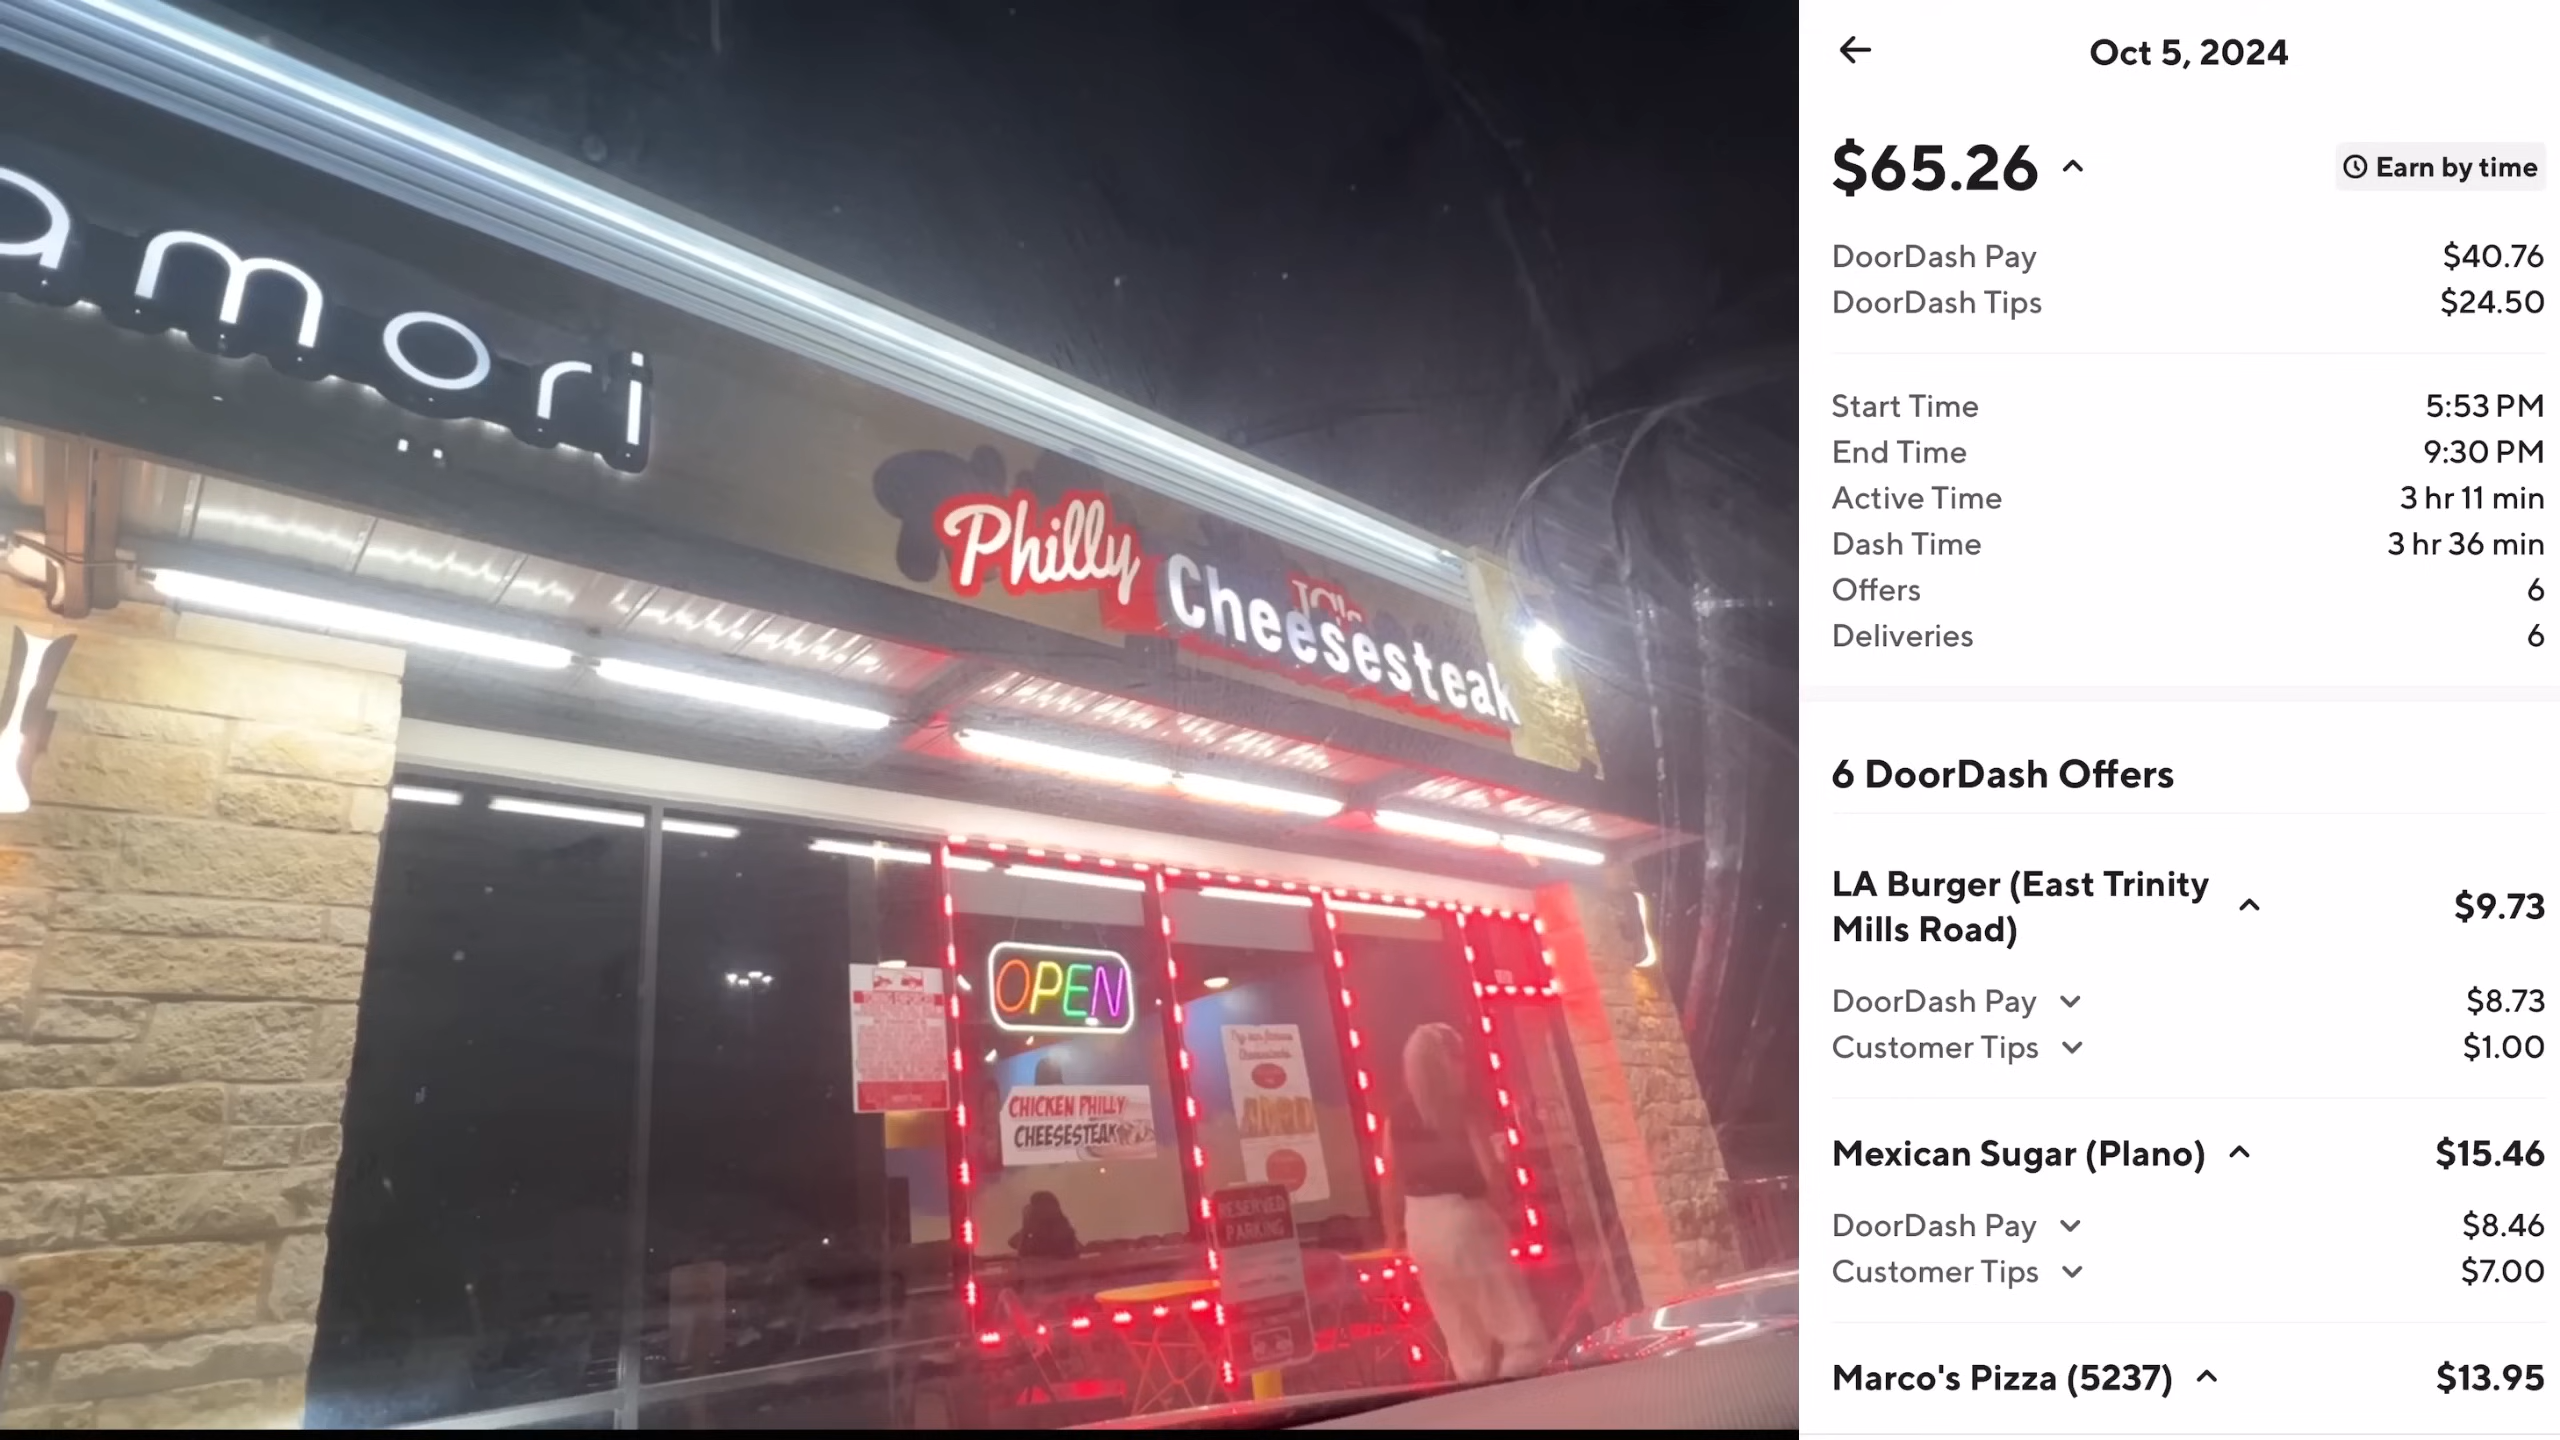 amori
Philly
Cheesesteak
OPEN
CHICKEN PHILLY
CHEESESTEAK
RESERVED
PARKING
Oct 5, 2024
$65.26
Earn by time
DoorDash Pay $40.76
DoorDash Tips $24.50
Start Time 5:53 PM
End Time 9:30 PM
Active Time 3 hr 11 min
Dash Time 3 hr 36 min
Offers 6
Deliveries 6
6 DoorDash Offers
LA Burger (East Trinity
Mills Road) $9.73
DoorDash Pay $8.73
Customer Tips $1.00
Mexican Sugar (Plano) $15.46
DoorDash Pay $8.46
Customer Tips $7.00
Marco's Pizza (5237) $13.95